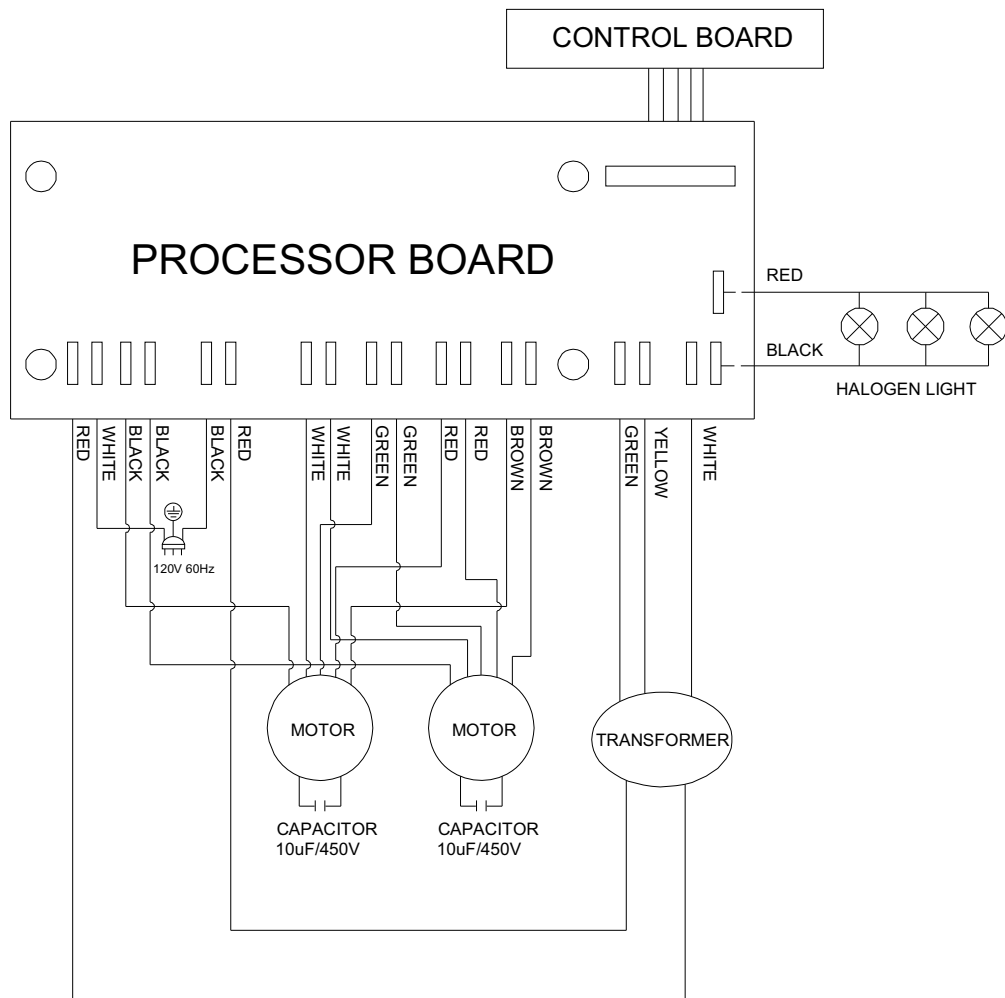 CONTROL BOARD
PROCESSOR BOARD
RED
BLACK
HALOGEN LIGHT
RED
WHITE
BLACK
BLACK
BLACK
RED
WHITE
WHITE
GREEN
GREEN
RED
RED
BROWN
BROWN
GREEN
YELLOW
WHITE
120V 60Hz
MOTOR
MOTOR
TRANSFORMER
CAPACITOR
10uF/450V
CAPACITOR
10uF/450V